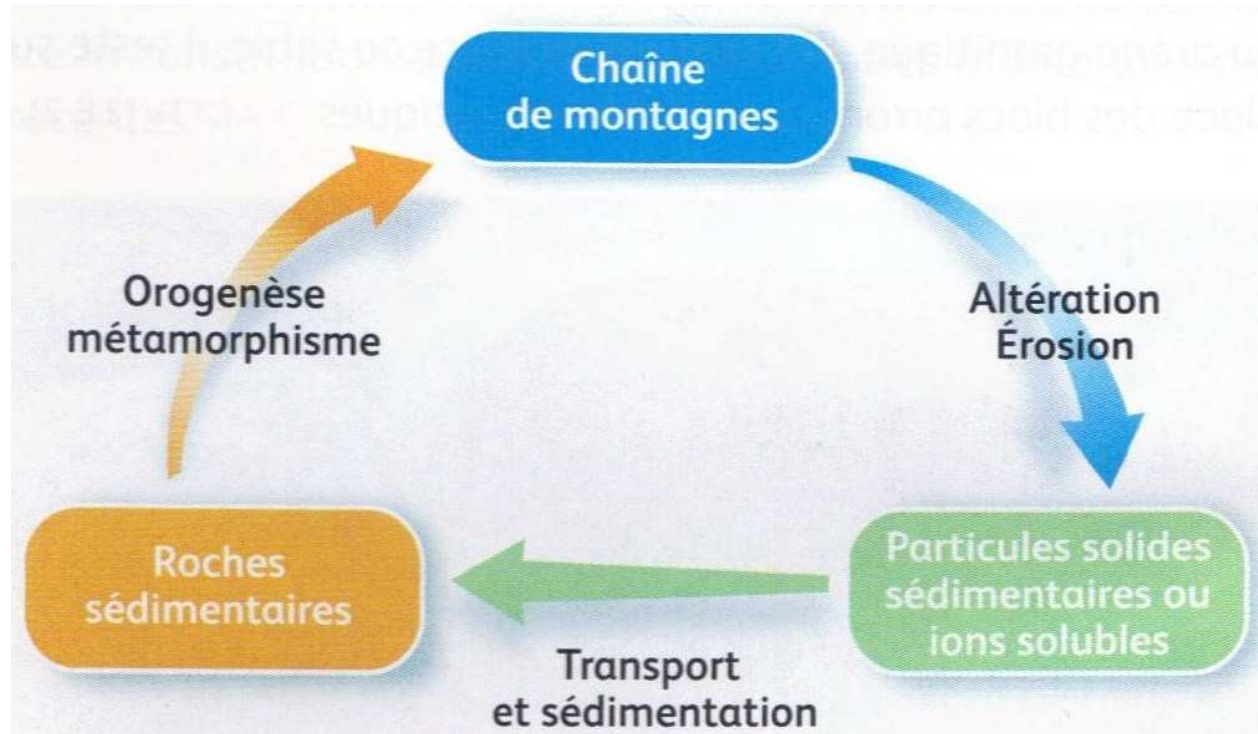 Chaîne
de montagnes
Orogenèse
métamorphisme
Altération
Érosion
Roches
sédimentaires
Particules solides
sédimentaires ou
ions solubles
Transport
et sédimentation